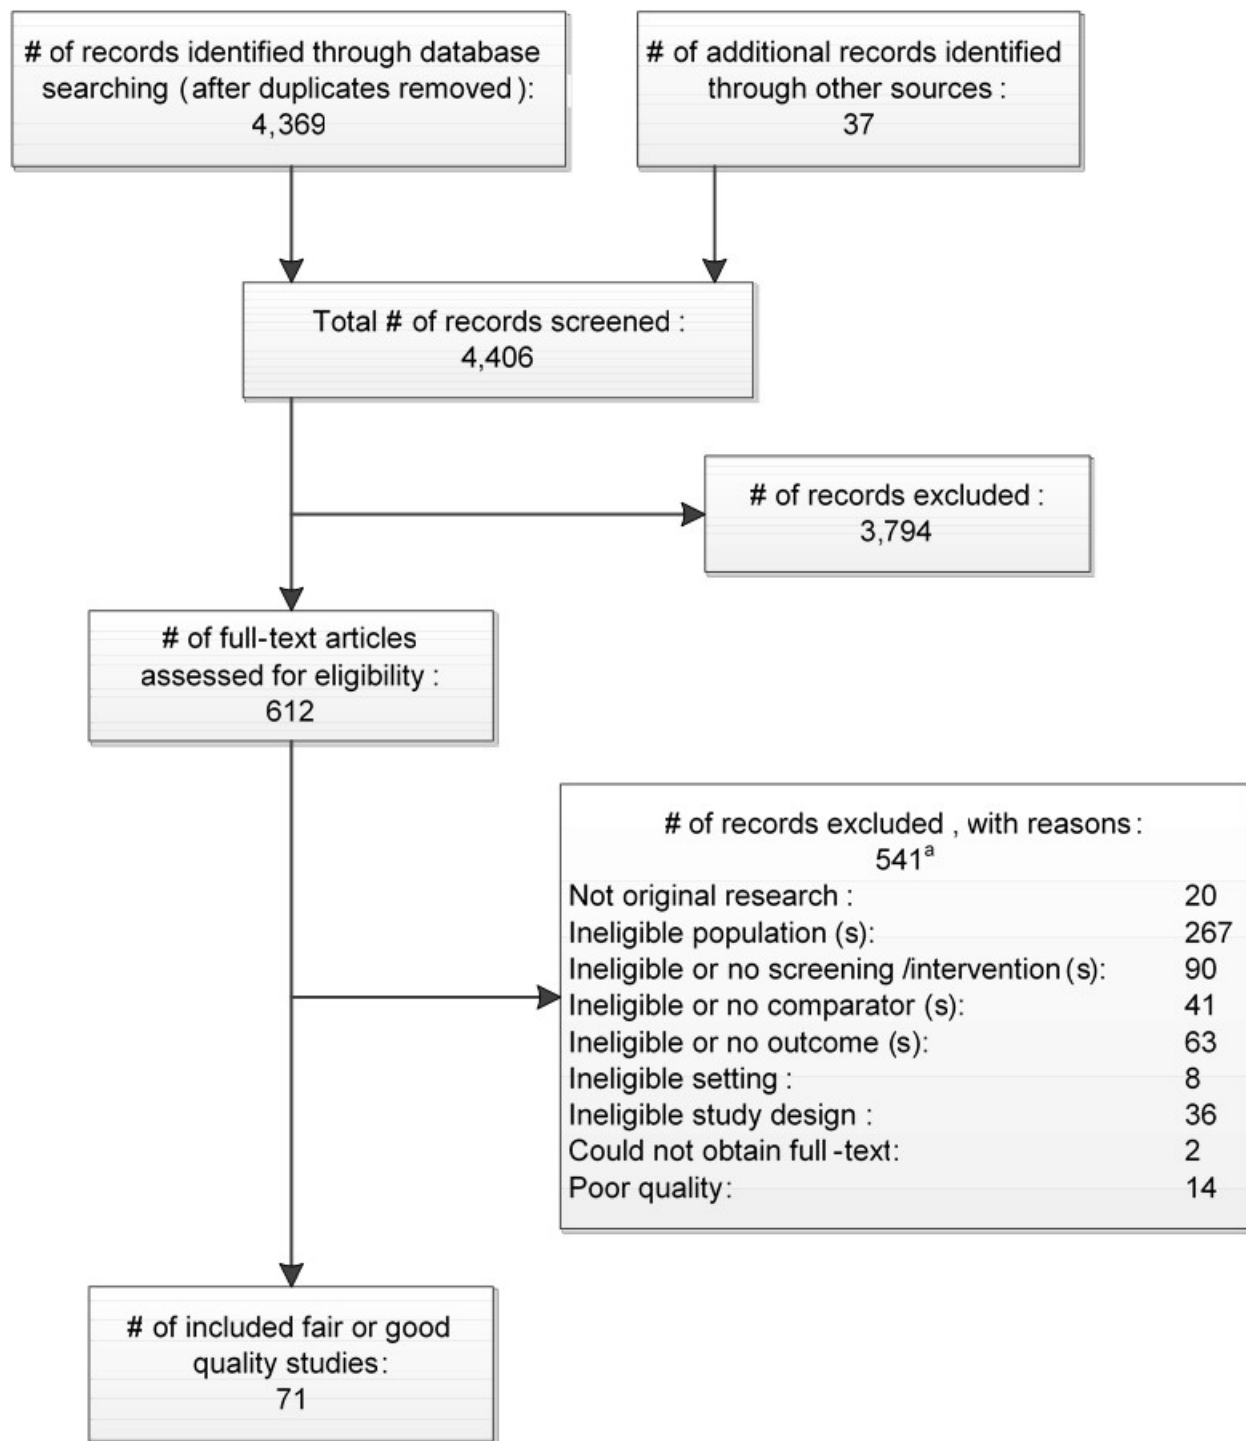 # of records identified through database
searching (after duplicates removed):
4,369
# of additional records identified
through other sources :
37
Total # of records screened :
4,406
# of records excluded :
3,794
# of full-text articles
assessed for eligibility :
612
# of records excluded , with reasons :
541ᵃ
Not original research : 20
Ineligible population (s): 267
Ineligible or no screening /intervention (s): 90
Ineligible or no comparator (s): 41
Ineligible or no outcome (s): 63
Ineligible setting : 8
Ineligible study design : 36
Could not obtain full -text: 2
Poor quality: 14
# of included fair or good
quality studies:
71